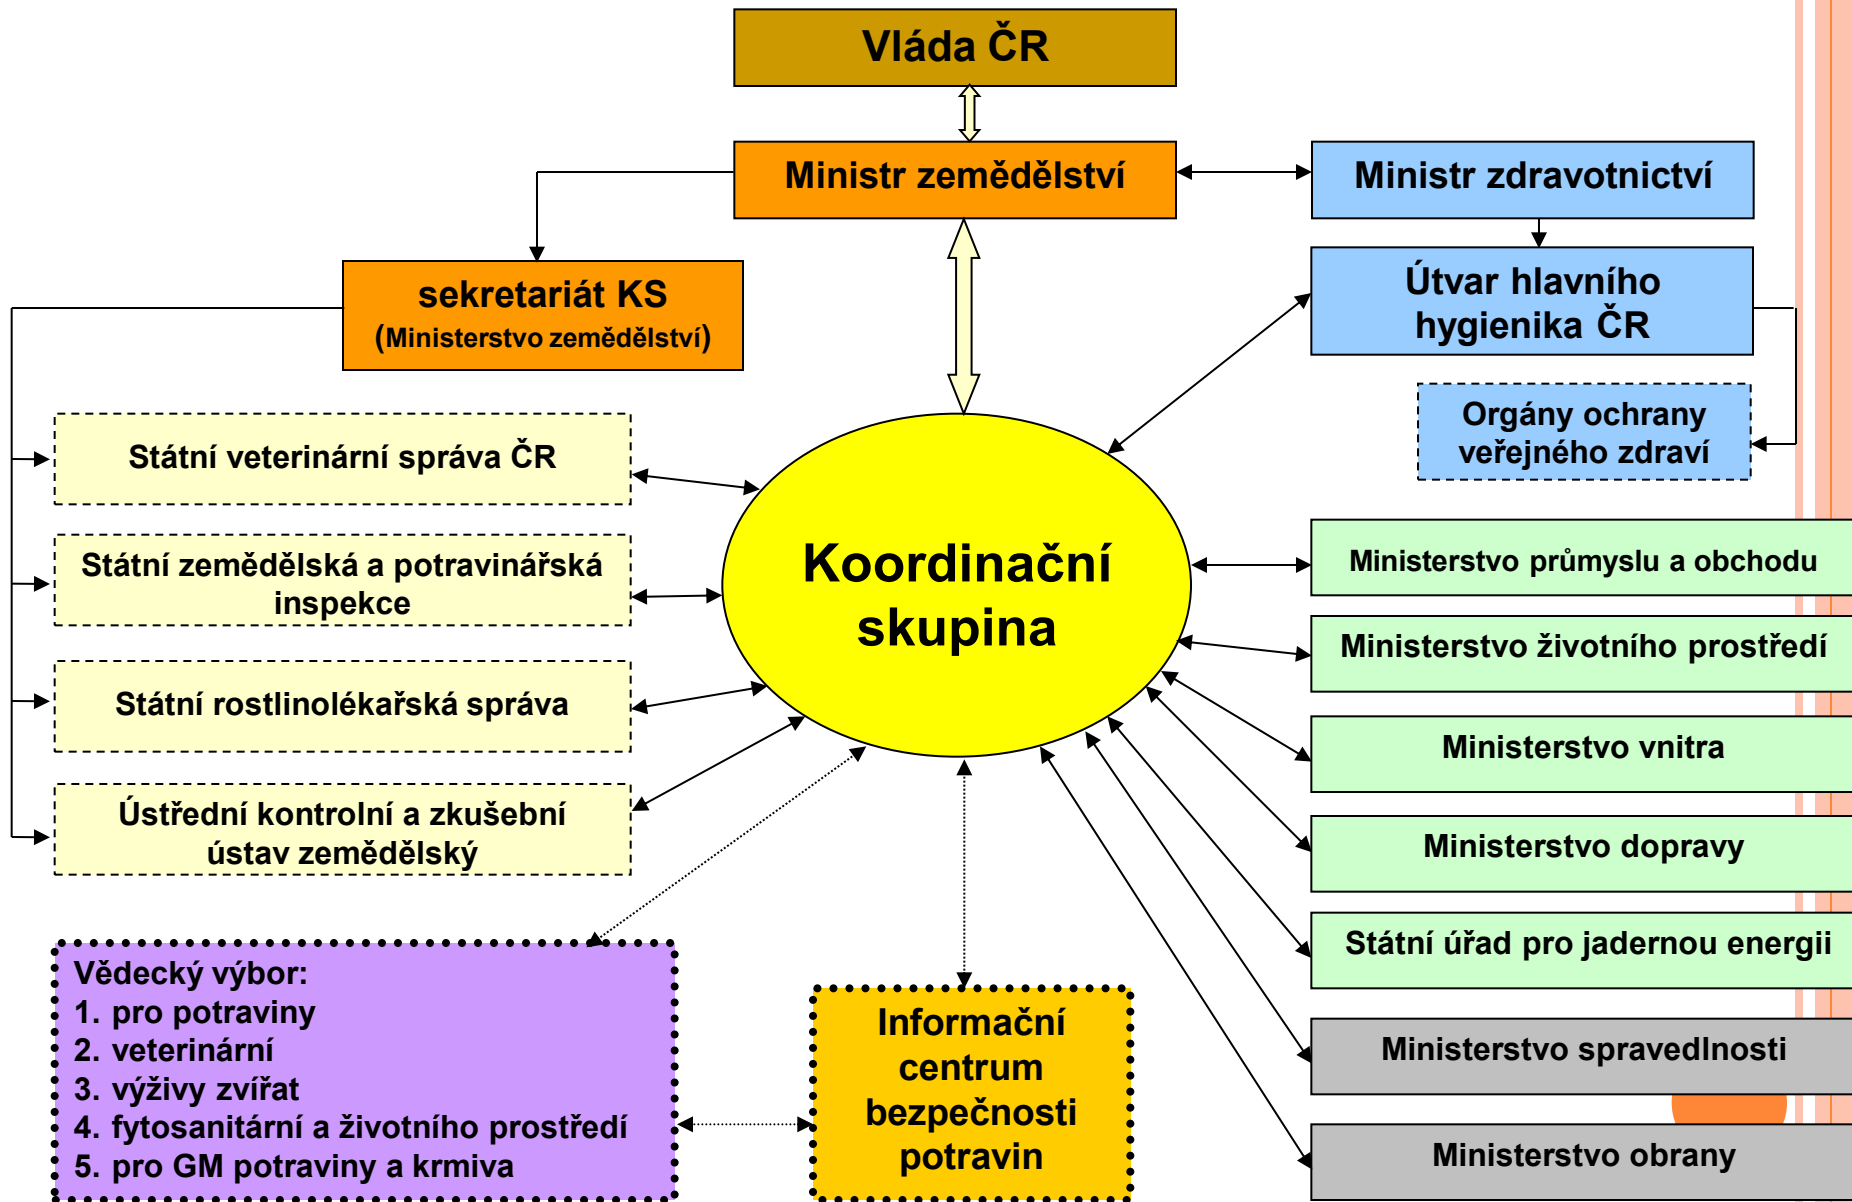 Vláda ČR
Ministr zemědělství
Ministr zdravotnictví
sekretariát KS
(Ministerstvo zemědělství)
Útvar hlavního
hygienika ČR
Orgány ochrany
veřejného zdraví
Státní veterinární správa ČR
Státní zemědělská a potravinářská
inspekce
Státní rostlinolékařská správa
Ústřední kontrolní a zkušební
ústav zemědělský
Koordinační
skupina
Ministerstvo průmyslu a obchodu
Ministerstvo životního prostředí
Ministerstvo vnitra
Ministerstvo dopravy
Státní úřad pro jadernou energii
Ministerstvo spravedlnosti
Ministerstvo obrany
Vědecký výbor:
1. pro potraviny
2. veterinární
3. výživy zvířat
4. fytosanitární a životního prostředí
5. pro GM potraviny a krmiva
Informační
centrum
bezpečnosti
potravin